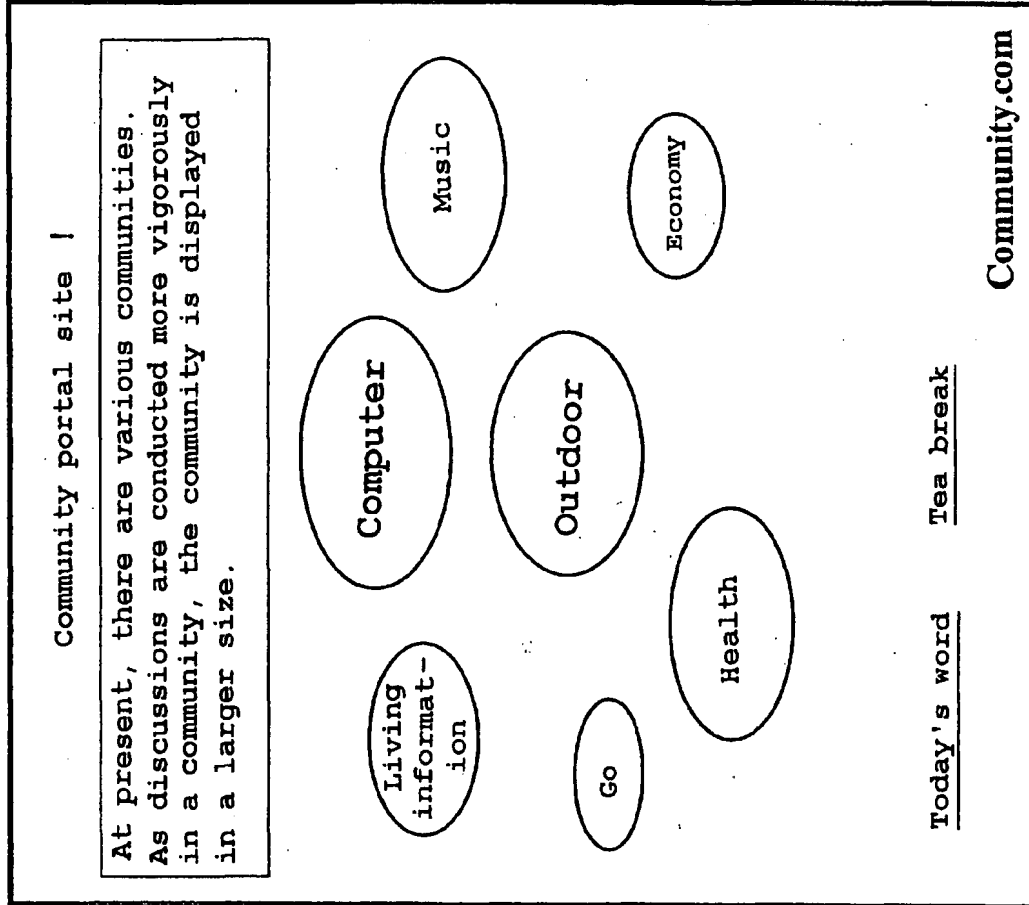 Community portal site !
At present, there are various communities.
As discussions are conducted more vigorously
in a community, the community is displayed
in a larger size.
Living
informat-
ion
Computer
Music
Go
Outdoor
Health
Economy
Today's word
Tea break
Community.com